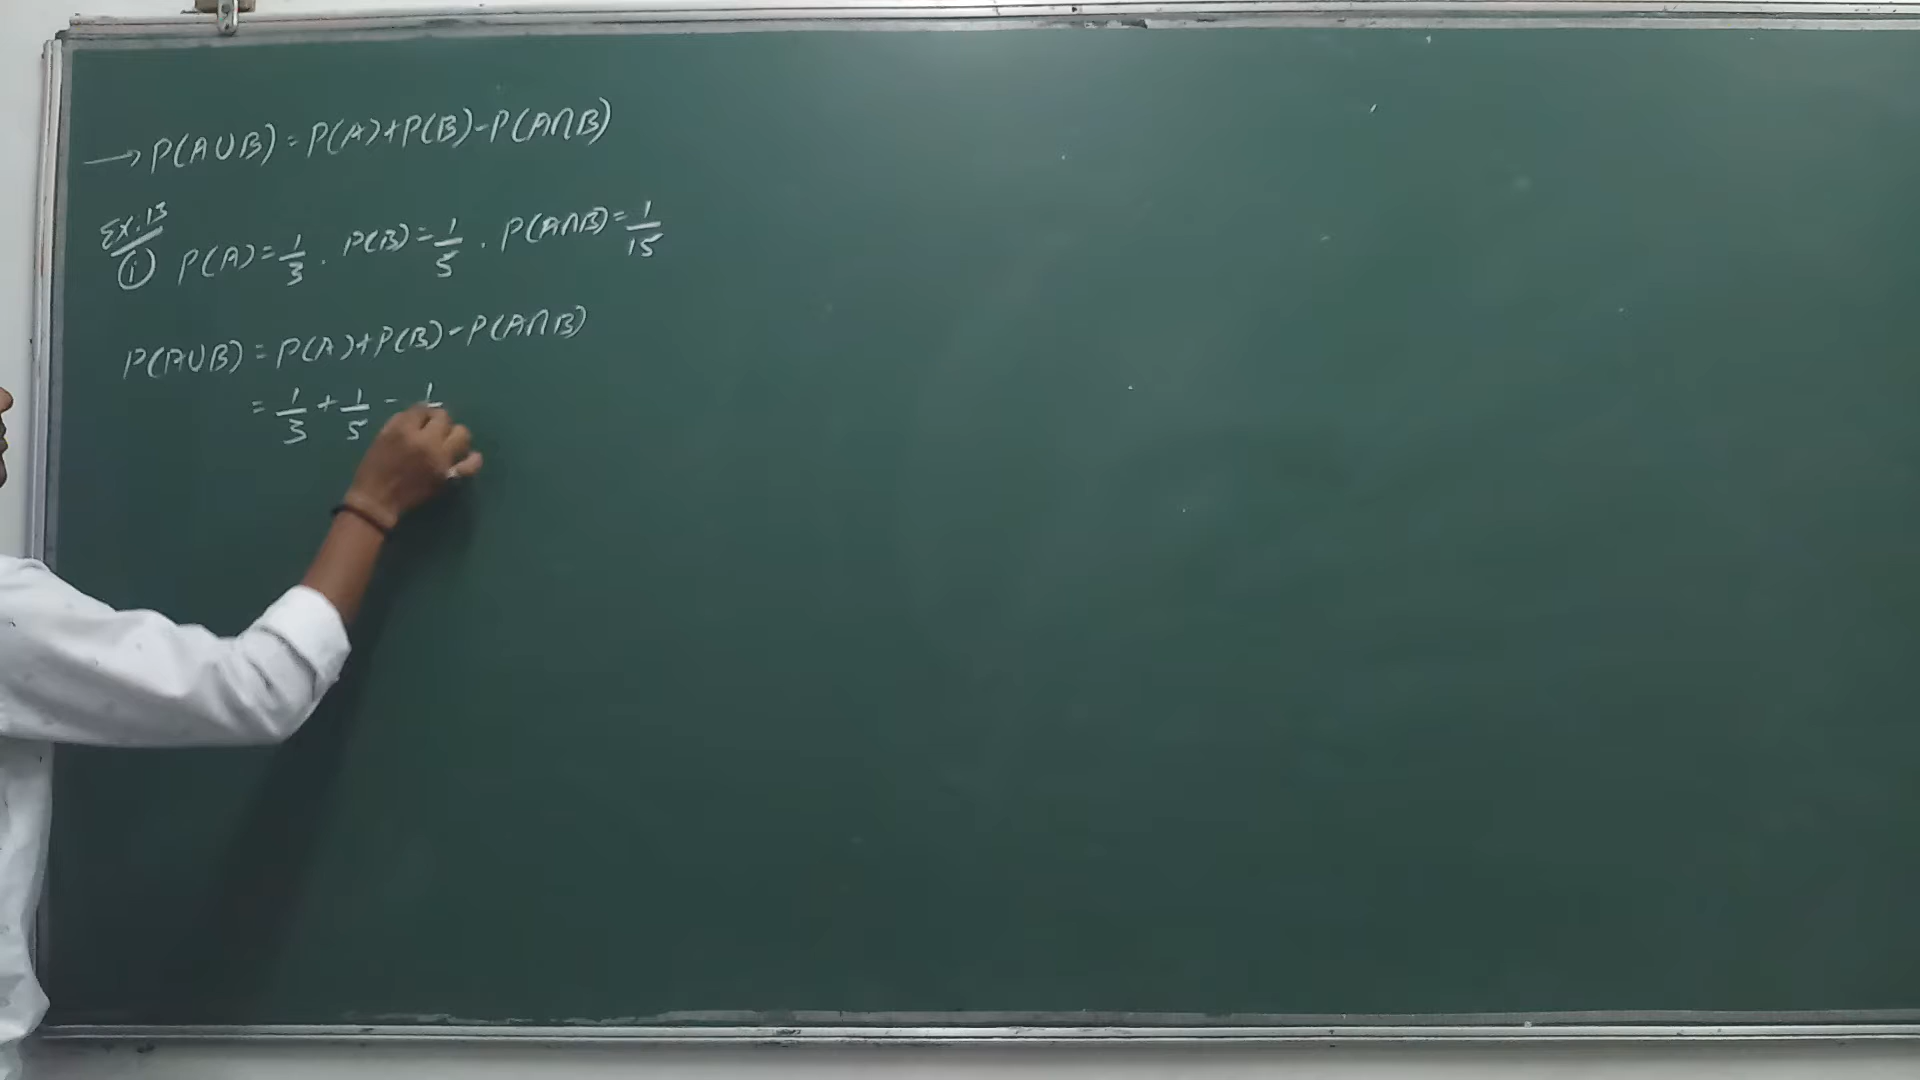 → P(A∪B) = P(A)+P(B)-P(A∩B)
Ex:13
(i) P(A) = 1/3 . P(B) = 1/5 . P(A∩B) = 1/15
P(A∪B) = P(A)+P(B)-P(A∩B)
= 1/3 + 1/5 - 1